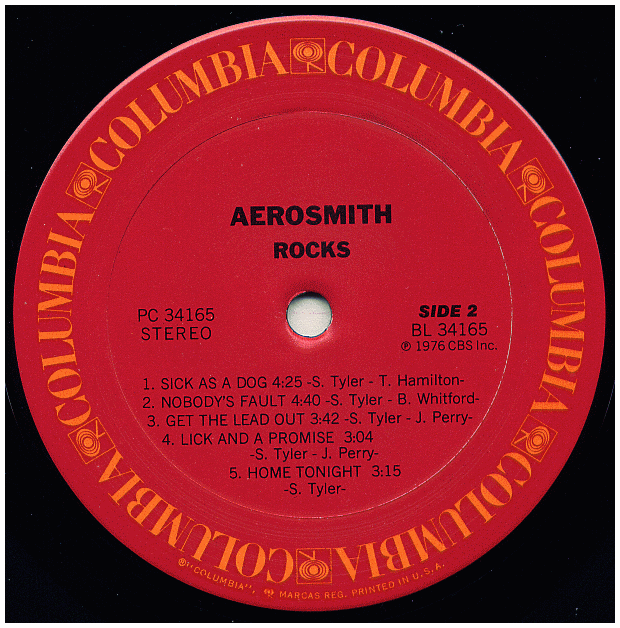 COLUMBIA COLUMBIA COLUMBIA COLUMBIA COLUMBIA COLUMBIA COLUMBIA
AEROSMITH
ROCKS
PC 34165
STEREO
SIDE 2
BL 34165
℗ 1976 CBS Inc.
1. SICK AS A DOG 4:25 -S. Tyler - T. Hamilton-
2. NOBODY'S FAULT 4:40 -S. Tyler - B. Whitford-
3. GET THE LEAD OUT 3:42 -S. Tyler - J. Perry-
4. LICK AND A PROMISE 3:04
-S. Tyler - J. Perry-
5. HOME TONIGHT 3:15
-S. Tyler-
®"COLUMBIA", MARCAS REG. PRINTED IN U.S.A.